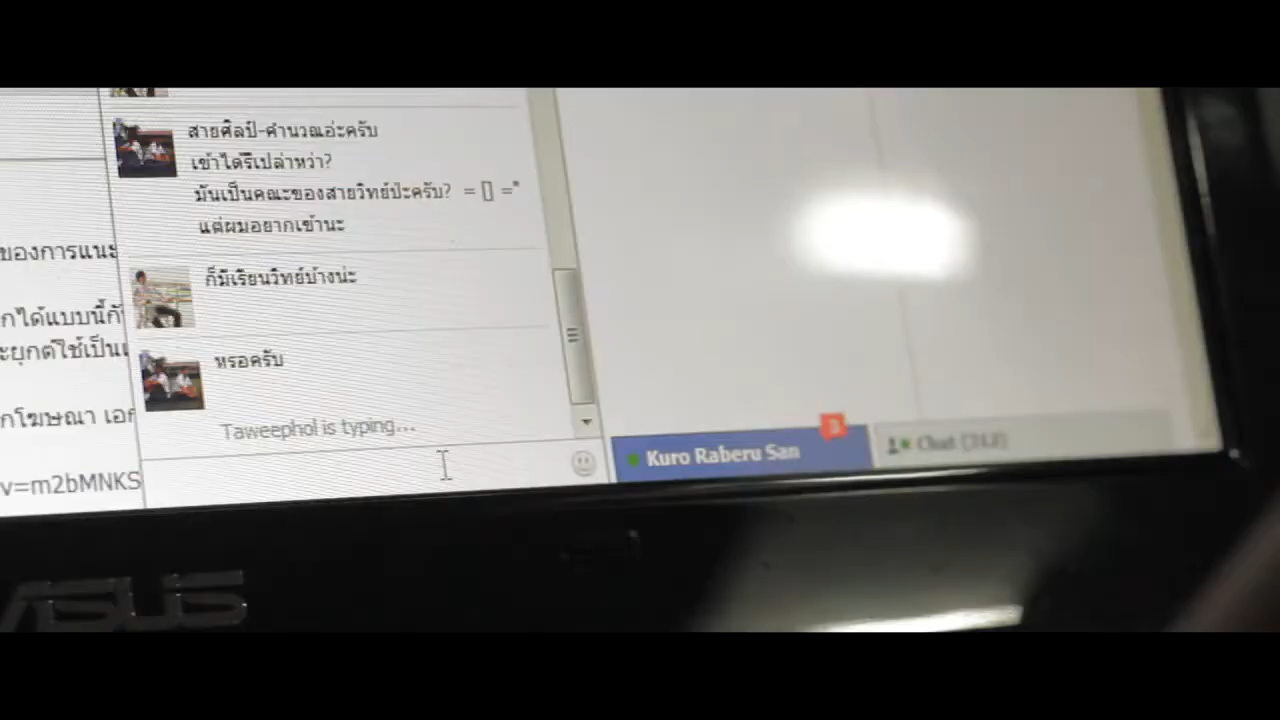 สายศิลป์-คำนวณอ่ะครับ
เข้าได้รึเปล่าหว่า?
มันเป็นคณะของสายวิทย์ป่ะครับ? = [] ="
แต่ผมอยากเข้านะ
ก็มีเรียนวิทย์บ้างน่ะ
หรอครับ
Taweephol is typing...
ของการแนะ
กได้แบบนี้กั
ะยุกต์ใช้เป็นแ
กโฆษณา เอก
v=m2bMNKS
3
Kuro Raberu San
Chat (312)
ASUS